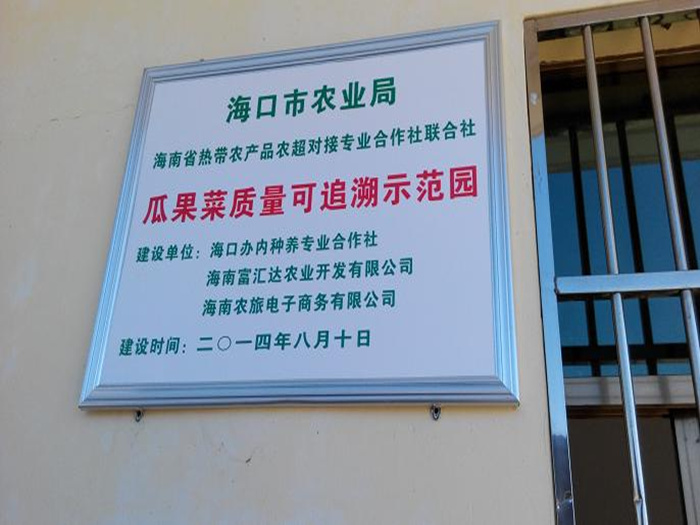 海口市农业局
海南省热带农产品农超对接专业合作社联合社
瓜果菜质量可追溯示范园
建设单位：海口办内种养专业合作社
海南富汇达农业开发有限公司
海南农旅电子商务有限公司
建设时间：二〇一四年八月十日